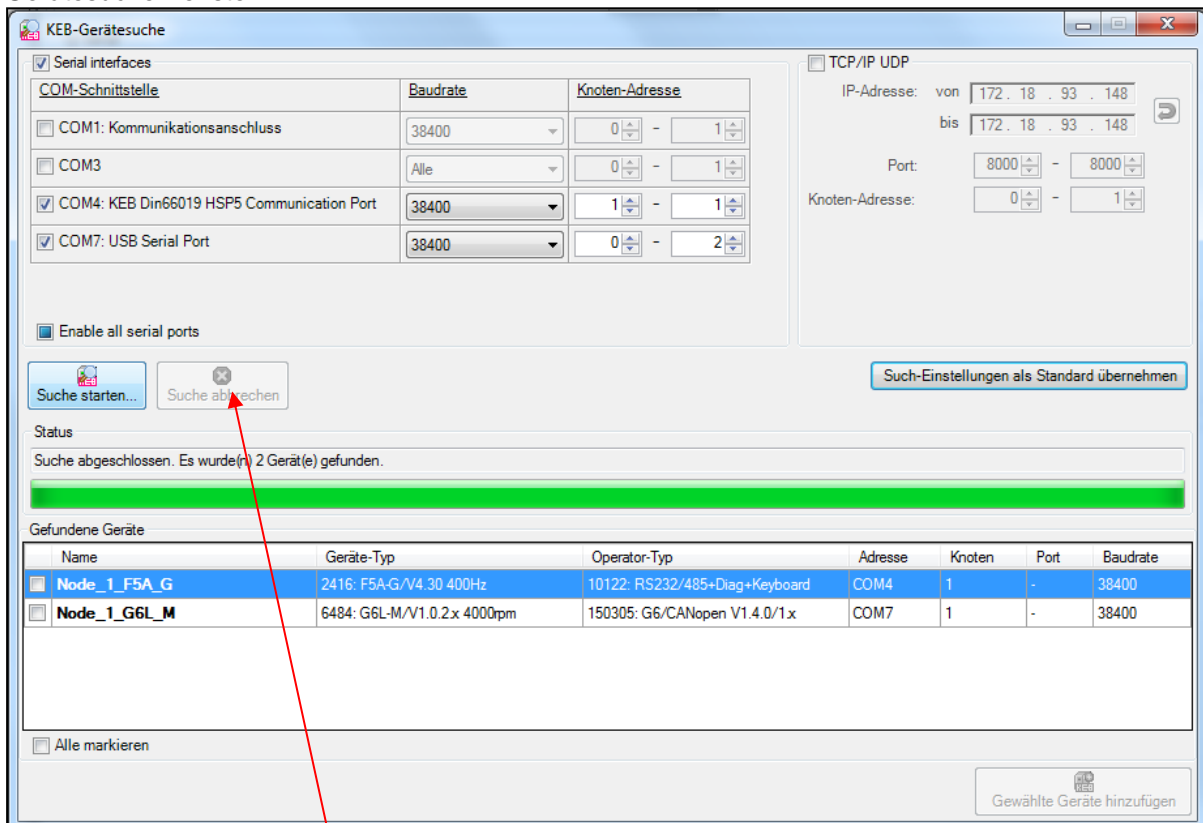 KEB-Gerätesuche
Serial interfaces
COM-Schnittstelle Baudrate Knoten-Adresse
COM1: Kommunikationsanschluss 38400 0 - 1
COM3 Alle 0 - 1
COM4: KEB Din66019 HSP5 Communication Port 38400 1 - 1
COM7: USB Serial Port 38400 0 - 2
Enable all serial ports
TCP/IP UDP
IP-Adresse: von 172 . 18 . 93 . 148
bis 172 . 18 . 93 . 148
Port: 8000 - 8000
Knoten-Adresse: 0 - 1
Suche starten... Suche abbrechen Such-Einstellungen als Standard übernehmen
Status
Suche abgeschlossen. Es wurde(n) 2 Gerät(e) gefunden.
Gefundene Geräte
Name Geräte-Typ Operator-Typ Adresse Knoten Port Baudrate
Node_1_F5A_G 2416: F5A-G/V4.30 400Hz 10122: RS232/485+Diag+Keyboard COM4 1 - 38400
Node_1_G6L_M 6484: G6L-M/V1.0.2.x 4000rpm 150305: G6/CANopen V1.4.0/1.x COM7 1 - 38400
Alle markieren
Gewählte Geräte hinzufügen